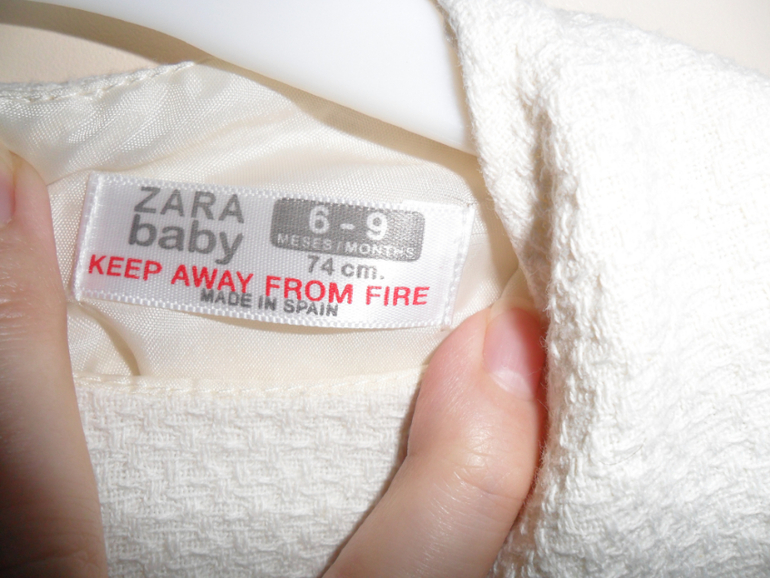 ZARA
baby
6 - 9
MESES / MONTHS
74 cm.
KEEP AWAY FROM FIRE
MADE IN SPAIN